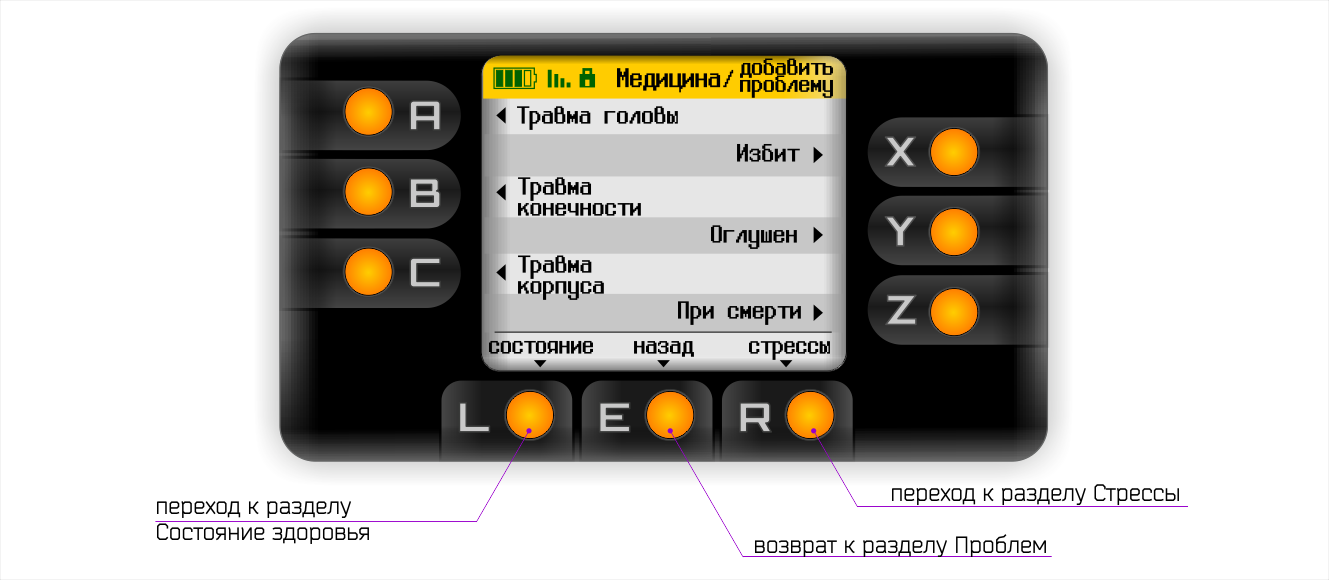 Медицина/ добавить
проблему
A
Травма головы
Избит
X
B
Травма
конечности
Оглушен
Y
C
Травма
корпуса
При смерти
Z
состояние назад стрессы
L E R
переход к разделу
Состояние здоровья
переход к разделу Стрессы
возврат к разделу Проблем